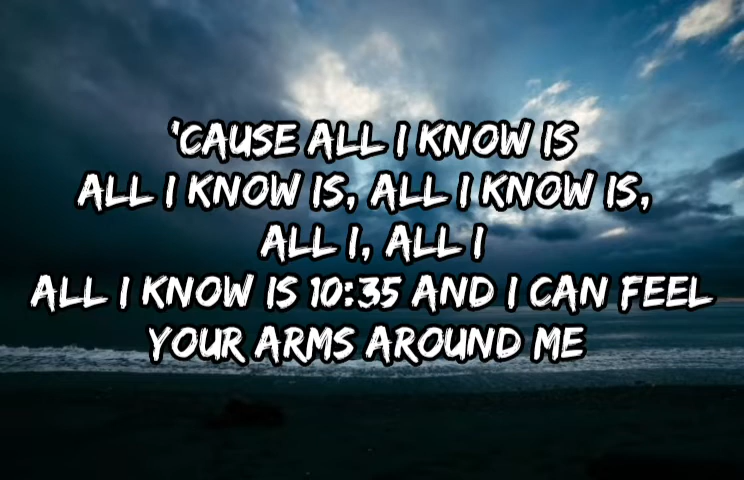 'CAUSE ALL I KNOW IS
ALL I KNOW IS, ALL I KNOW IS,
ALL I, ALL I
ALL I KNOW IS 10:35 AND I CAN FEEL
YOUR ARMS AROUND ME